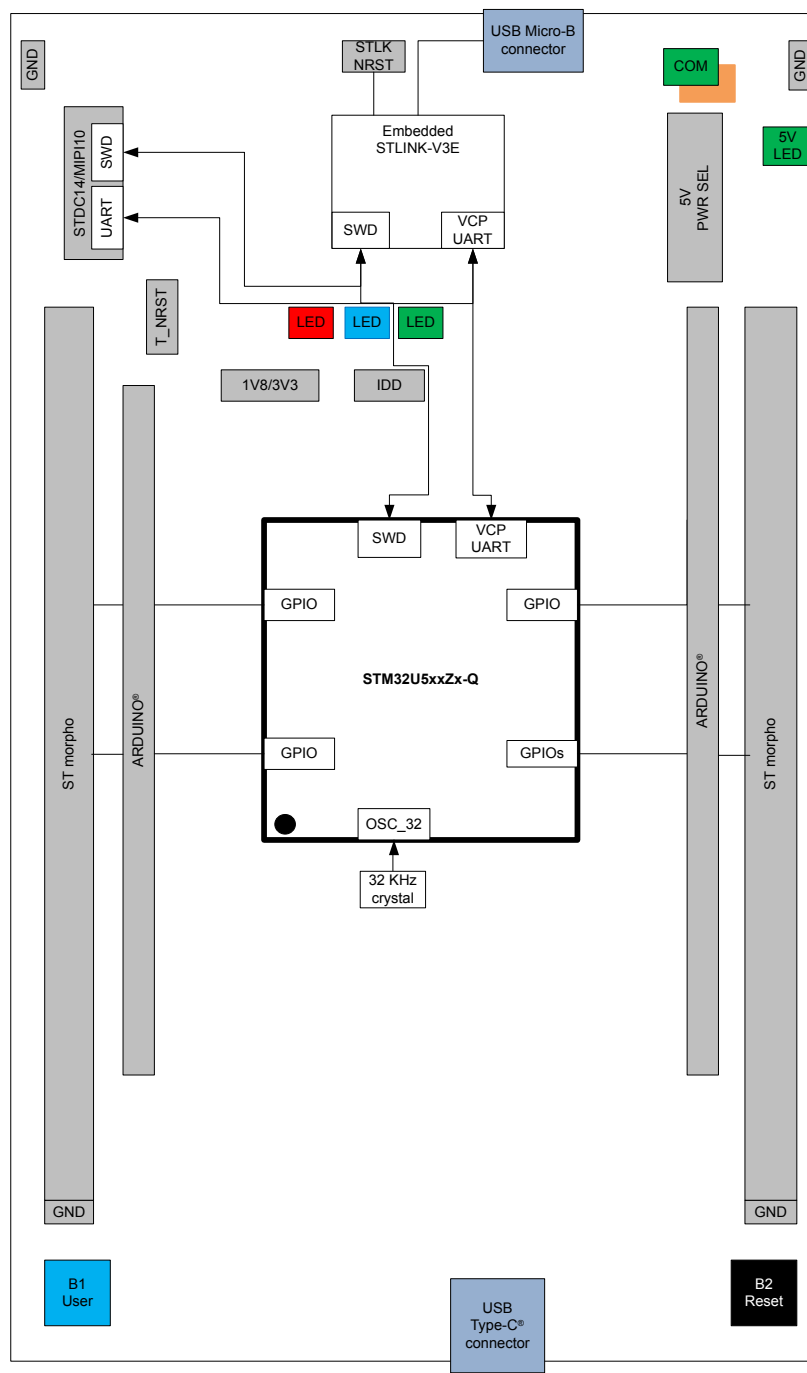 USB Micro-B
connector
GND
STLK
NRST
COM
GND
5V
LED
STDC14/MIPI10
SWD
UART
Embedded
STLINK-V3E
SWD
VCP
UART
5V
PWR SEL
T_NRST
LED
LED
LED
1V8/3V3
IDD
SWD
VCP
UART
GPIO
GPIO
STM32U5xxZx-Q
ST morpho
ARDUINO®
ARDUINO®
ST morpho
GPIO
GPIOs
OSC_32
32 KHz
crystal
GND
GND
B1
User
USB
Type-C®
connector
B2
Reset